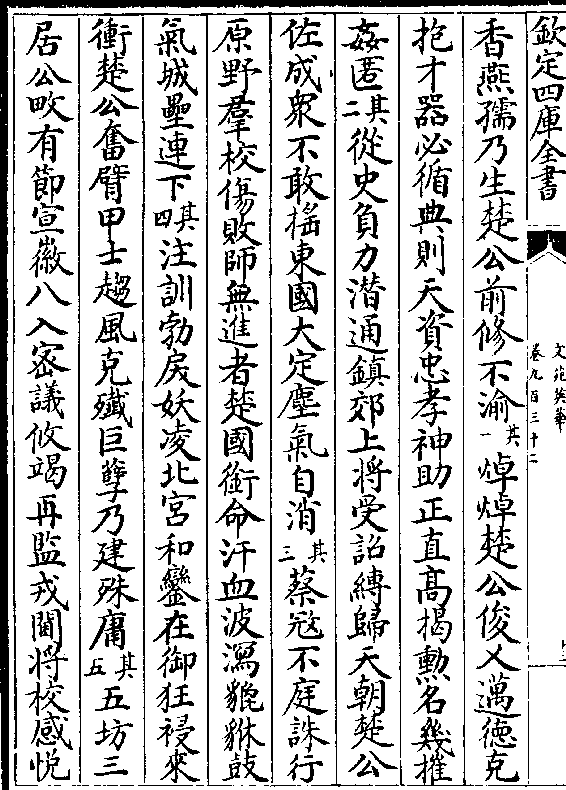 欽定四庫全書
文苑英華
卷九百三十二
香燕孺乃生楚公前修不渝其一焯焯楚公俊乂邁德克
抱才器必循典則天資忠孝神助正直髙揭勲名幾摧
姦匿其二從史負力潜通鎮郊上將受詔縛歸天朝楚公
佐成衆不敢揺東國大定塵氣自消其三蔡冦不庭誅行
原野羣校傷敗師無進者楚國銜命汗血波瀉貔貅鼓
氣城壘連下其四注訓勃戾妖凌北宫和鑾在御狂祲來
衝楚公奮臂甲士趨風克殱巨孽乃建殊庸其五五坊三
居公畋有節宣徽八入宻議攸竭再監戎閫將校感悦